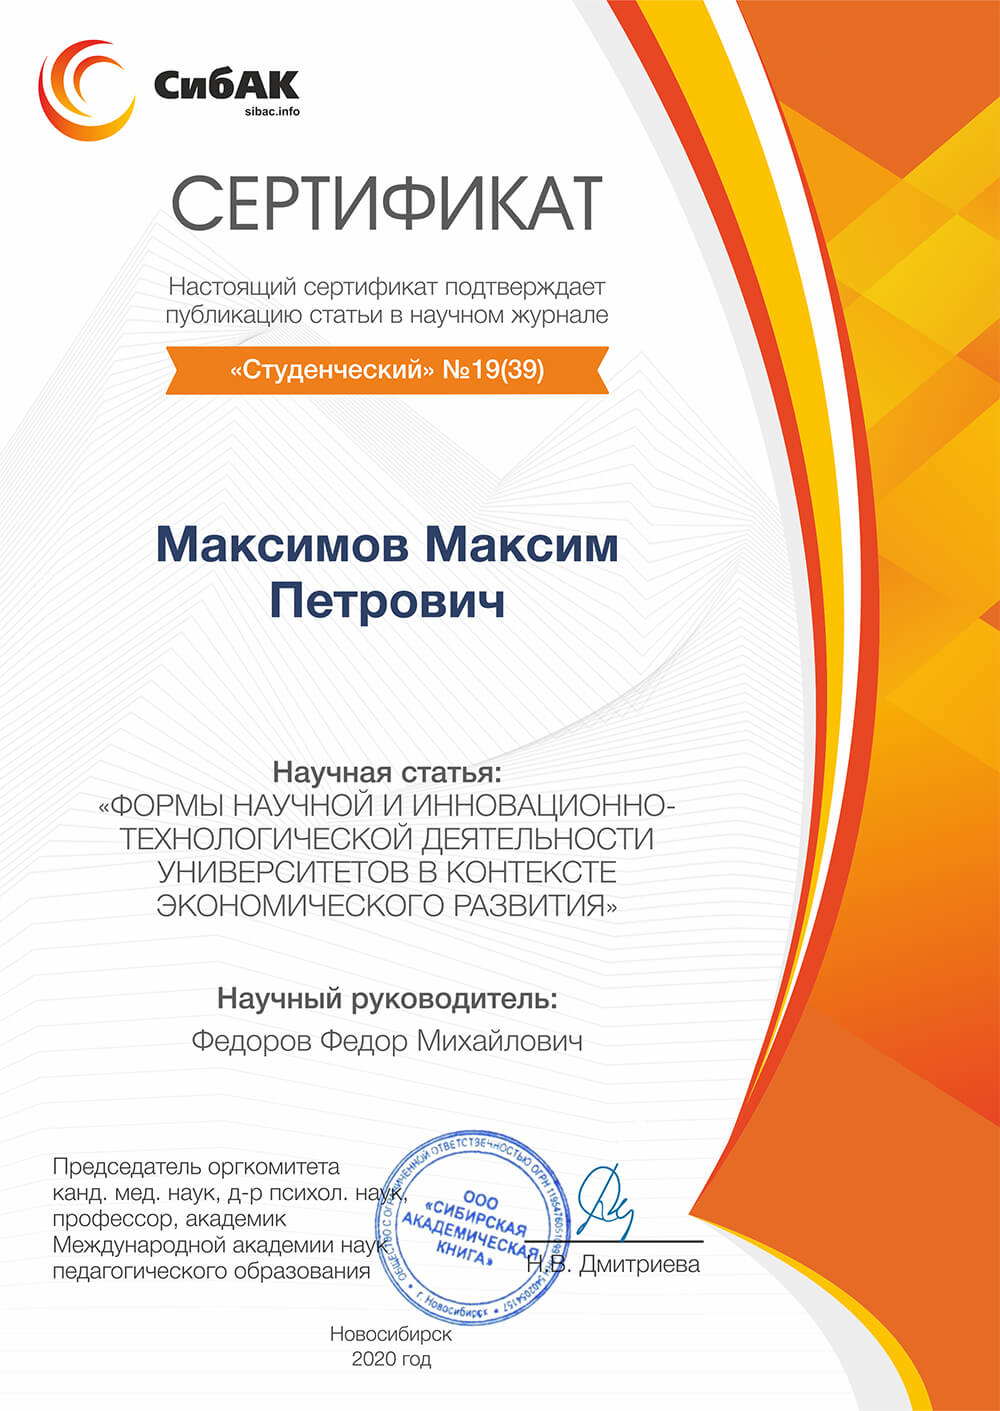 СибАК
sibac.info
СЕРТИФИКАТ
Настоящий сертификат подтверждает
публикацию статьи в научном журнале
«Студенческий» №19(39)
Максимов Максим
Петрович
Научная статья:
«ФОРМЫ НАУЧНОЙ И ИННОВАЦИОННО-
ТЕХНОЛОГИЧЕСКОЙ ДЕЯТЕЛЬНОСТИ
УНИВЕРСИТЕТОВ В КОНТЕКСТЕ
ЭКОНОМИЧЕСКОГО РАЗВИТИЯ»
Научный руководитель:
Федоров Федор Михайлович
Председатель оргкомитета
канд. мед. наук, д-р психол. наук,
профессор, академик
Международной академии наук
педагогического образования
ОБЩЕСТВО С ОГРАНИЧЕННОЙ ОТВЕТСТВЕННОСТЬЮ ОГРН
ООО
«СИБИРСКАЯ
АКАДЕМИЧЕСКАЯ
КНИГА»
г. Новосибирск
Н.В. Дмитриева
Новосибирск
2020 год